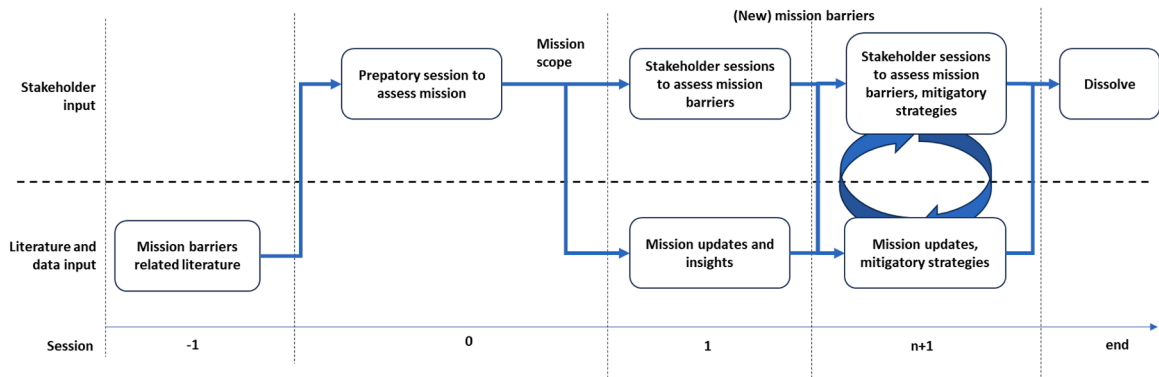 (New) mission barriers
Stakeholder
input
Prepatory session to
assess mission
Mission
scope
Stakeholder sessions
to assess mission
barriers
Stakeholder sessions
to assess mission
barriers, mitigatory
strategies
Dissolve
Literature and
data input
Mission barriers
related literature
Mission updates and
insights
Mission updates,
mitigatory strategies
Session
-1
0
1
n+1
end